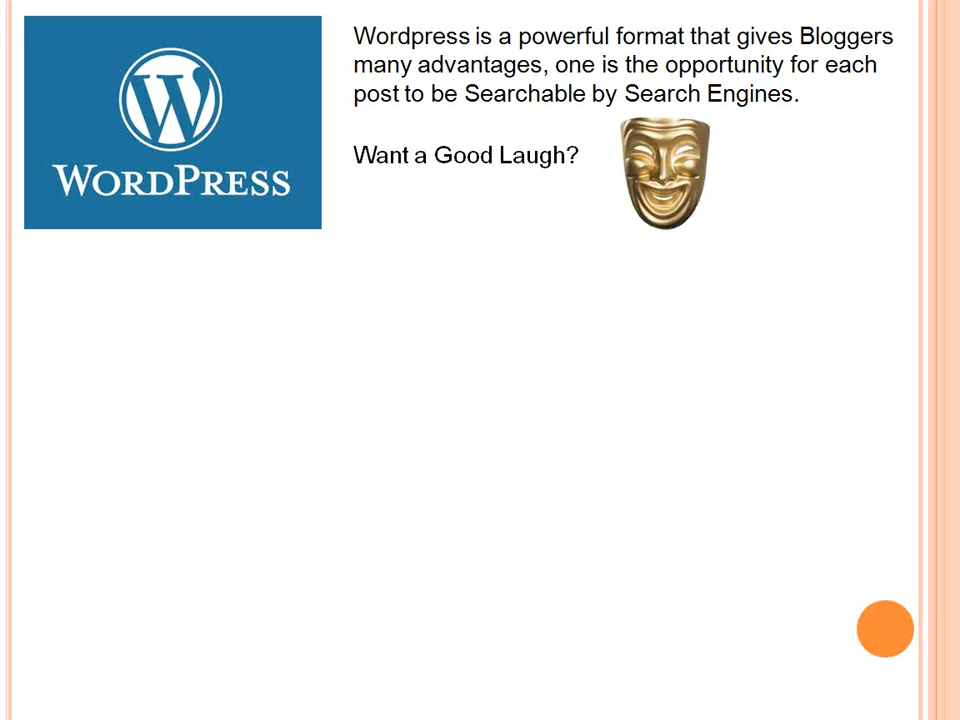 W
WORDPRESS
Wordpress is a powerful format that gives Bloggers
many advantages, one is the opportunity for each
post to be Searchable by Search Engines.
Want a Good Laugh?